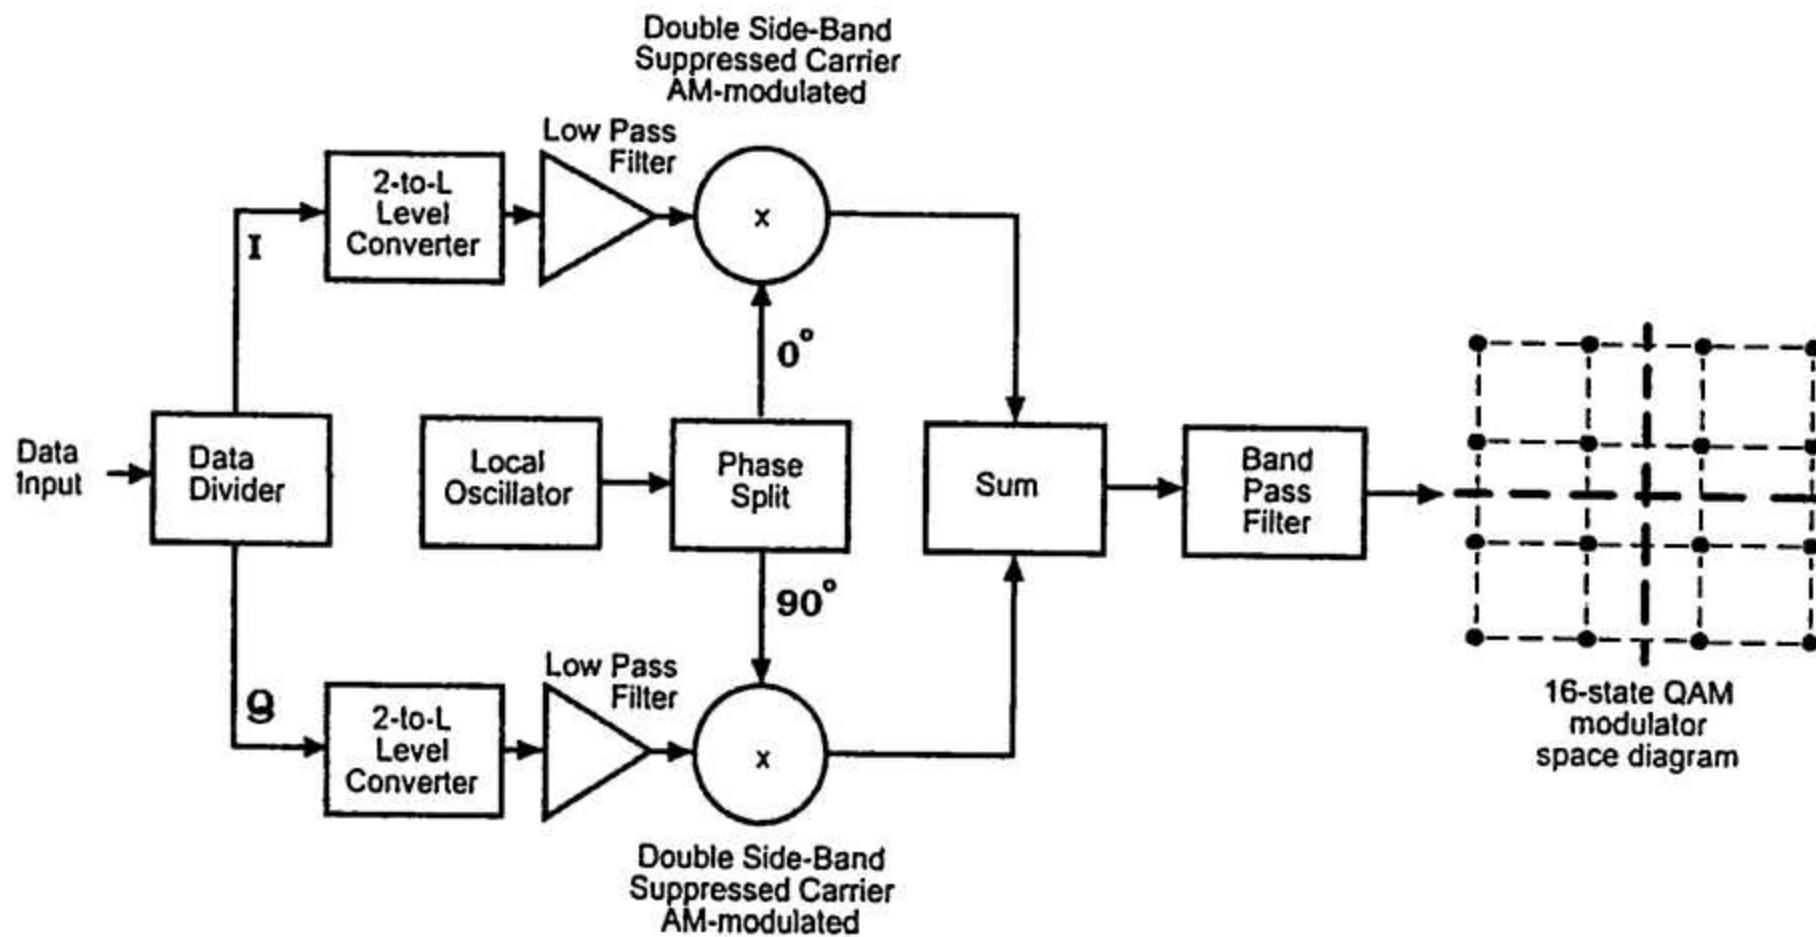 Double Side-Band
Suppressed Carrier
AM-modulated
Low Pass
Filter
2-to-L
Level
Converter
x
I
0°
Data
Input
Data
Divider
Local
Oscillator
Phase
Split
Sum
Band
Pass
Filter
90°
Q
Low Pass
Filter
2-to-L
Level
Converter
x
16-state QAM
modulator
space diagram
Double Side-Band
Suppressed Carrier
AM-modulated